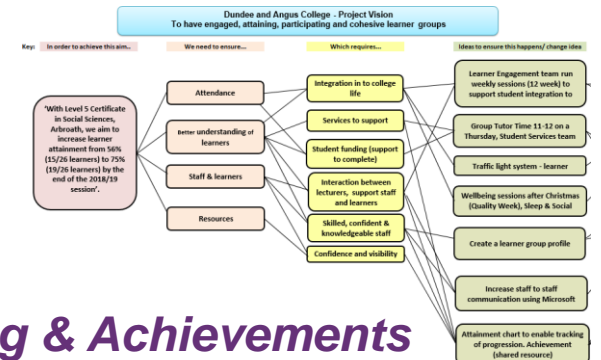 Dundee and Angus College - Project Vision
To have engaged, attaining, participating and cohesive learner groups
Key:
In order to achieve this aim..
We need to ensure...
Which requires...
Ideas to ensure this happens/ change idea
'With Level 5 Certificate
in Social Sciences,
Arbroath, we aim to
increase learner
attainment from 56%
(15/26 learners) to 75%
(19/26 learners) by the
end of the 2018/19
session'.
Attendance
Better understanding of
learners
Staff & learners
Resources
Integration in to college
life
Services to support
Student funding (support
to complete)
Interaction between
lecturers, support staff
and learners
Skilled, confident &
knowledgeable staff
Confidence and visibility
Learner Engagement team run
weekly sessions (12 week) to
support student integration to
Group Tutor Time 11-12 on a
Thursday, Student Services team
Traffic light system - learner
Wellbeing sessions after Christmas
(Quality Week), Sleep & Social
Create a learner group profile
Increase staff to staff
communication using Microsoft
Attainment chart to enable tracking
of progression. Achievement
(shared resource)
g & Achievements